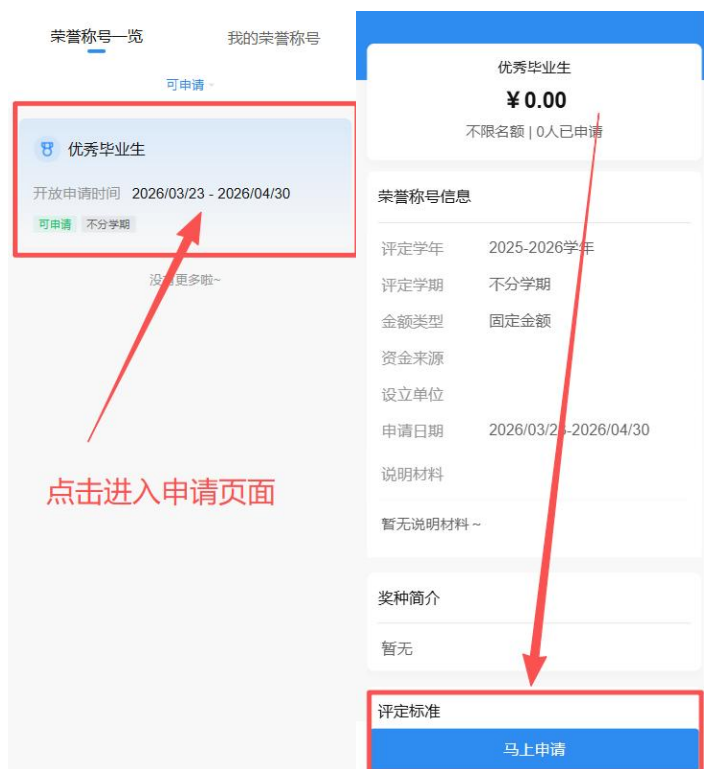 荣誉称号一览
我的荣誉称号
可申请
优秀毕业生
开放申请时间 2026/03/23 - 2026/04/30
可申请 不分学期
没有更多啦~
点击进入申请页面
优秀毕业生
¥0.00
不限名额 | 0人已申请
荣誉称号信息
评定学年 2025-2026学年
评定学期 不分学期
金额类型 固定金额
资金来源
设立单位
申请日期 2026/03/23-2026/04/30
说明材料
暂无说明材料~
奖种简介
暂无
评定标准
马上申请